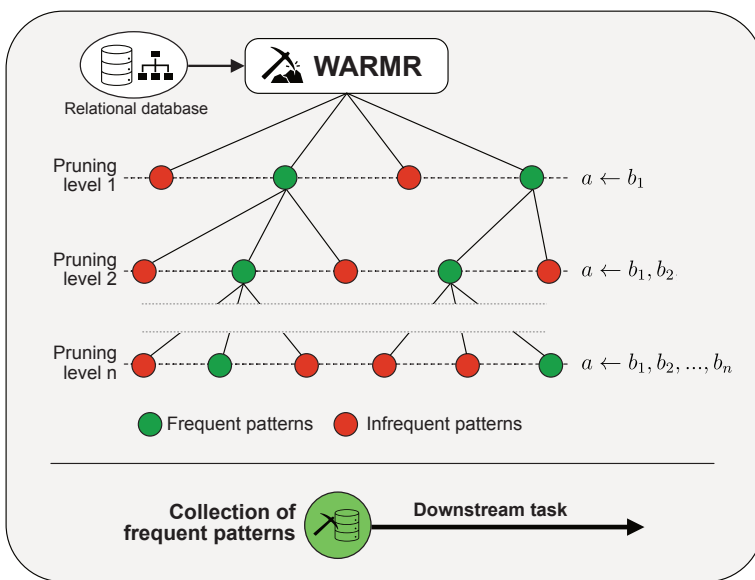 WARMR
Relational database
Pruning
level 1
a ← b₁
Pruning
level 2
a ← b₁, b₂
Pruning
level n
a ← b₁, b₂, ..., bₙ
Frequent patterns
Infrequent patterns
Collection of
frequent patterns
Downstream task